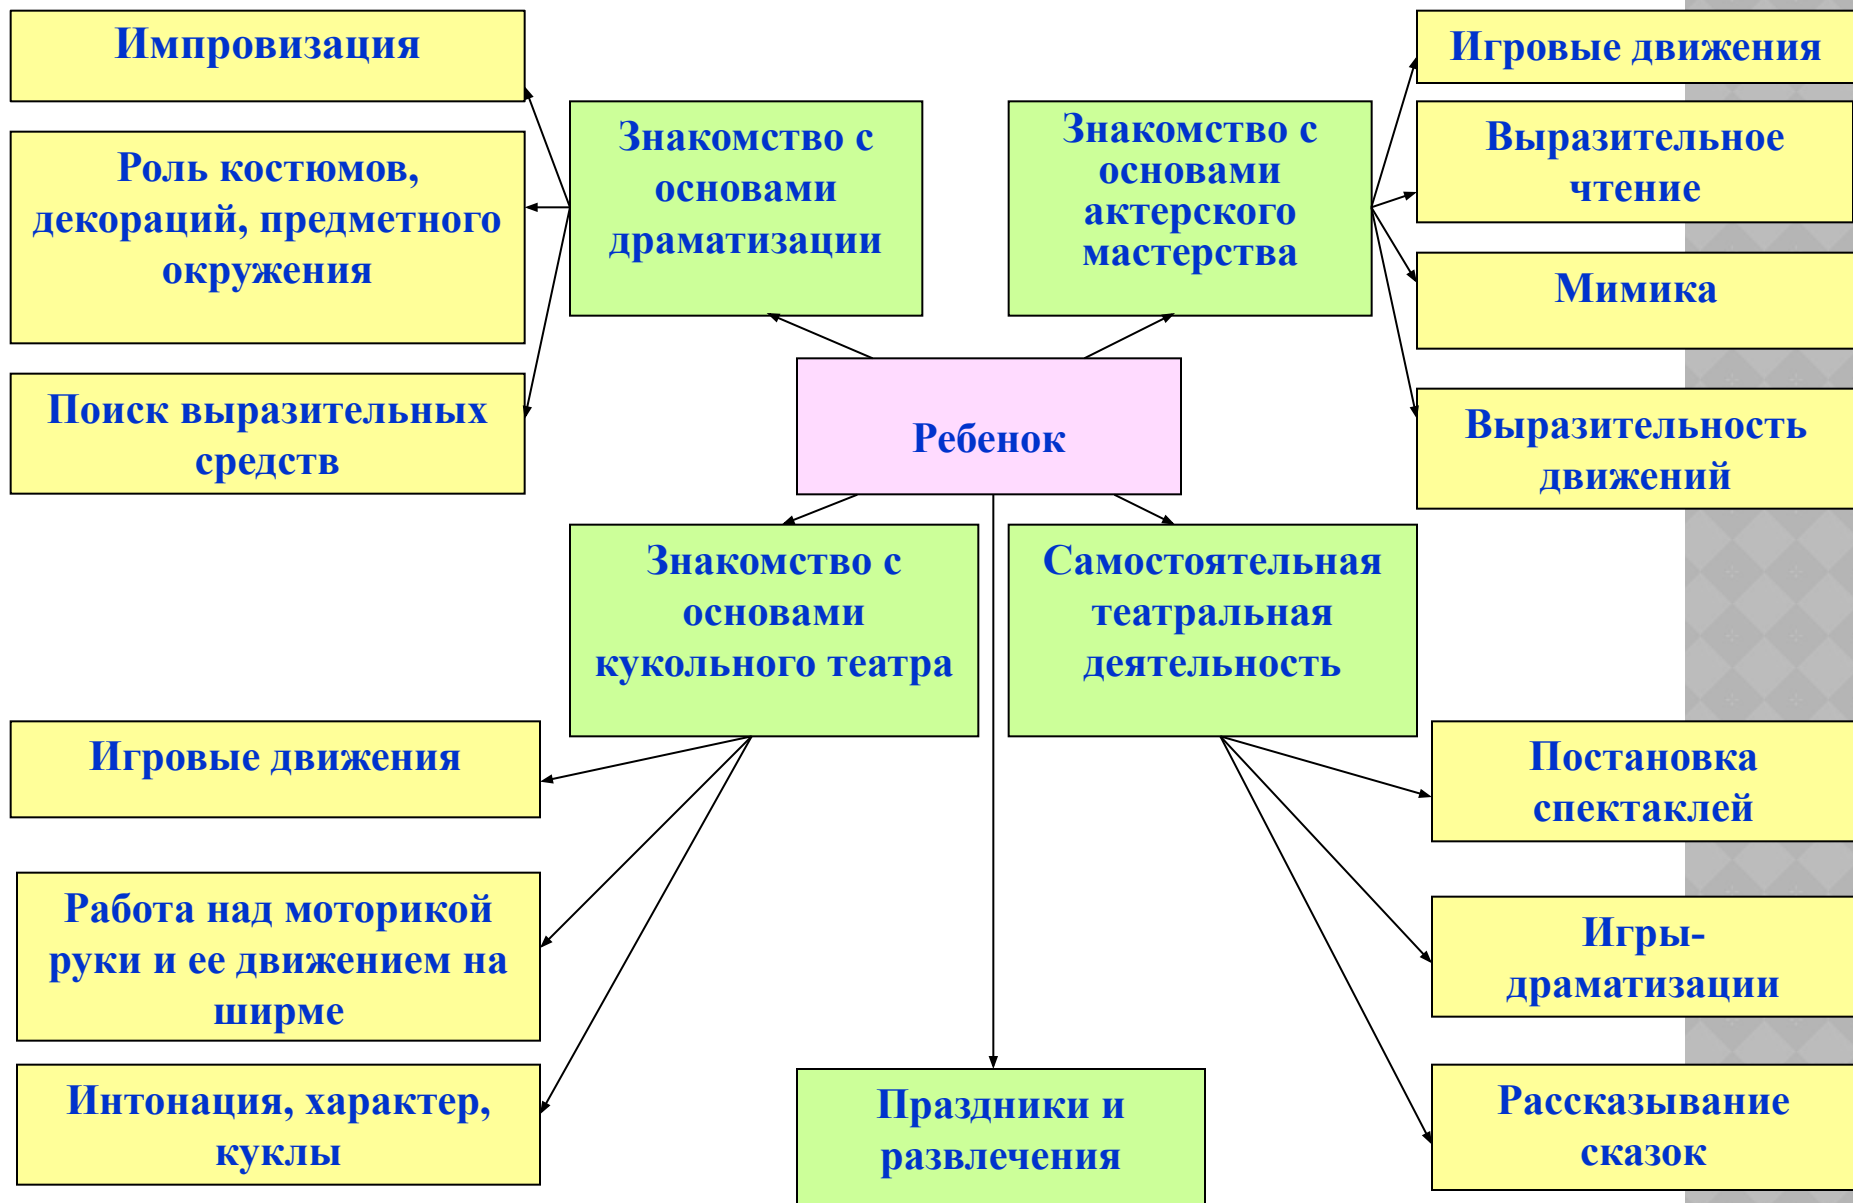 Импровизация
Роль костюмов,
декораций, предметного
окружения
Поиск выразительных
средств
Знакомство с
основами
драматизации
Знакомство с
основами
актерского
мастерства
Игровые движения
Выразительное
чтение
Мимика
Выразительность
движений
Ребенок
Знакомство с
основами
кукольного театра
Самостоятельная
театральная
деятельность
Игровые движения
Работа над моторикой
руки и ее движением на
ширме
Интонация, характер,
куклы
Праздники и
развлечения
Постановка
спектаклей
Игры-
драматизации
Рассказывание
сказок